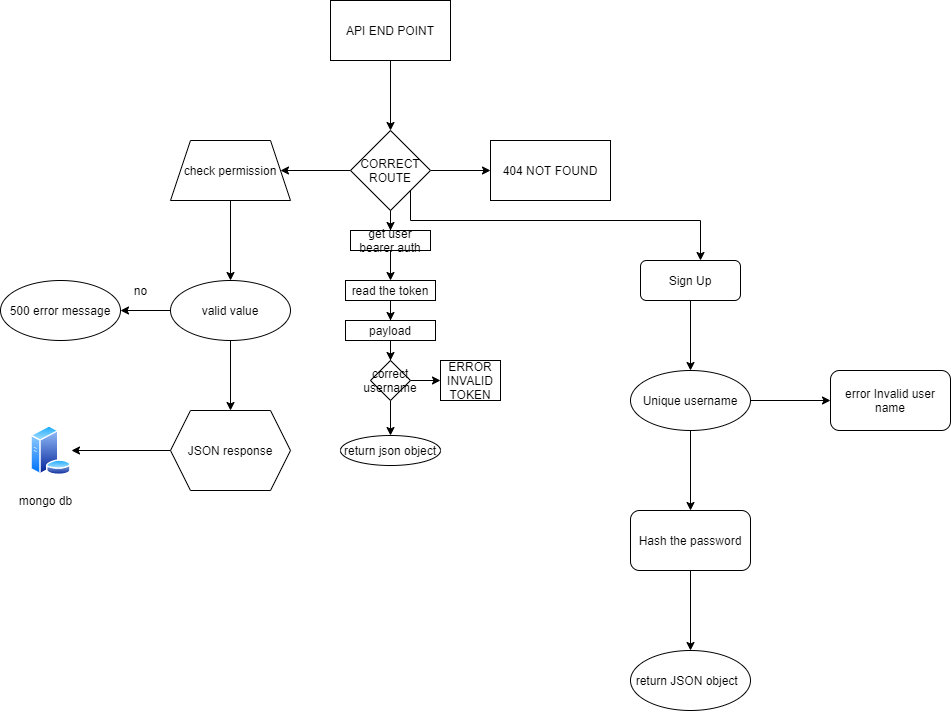 API END POINT
CORRECT
ROUTE
check permission
404 NOT FOUND
get user
bearer auth
Sign Up
read the token
no
500 error message
valid value
payload
correct
username
ERROR
INVALID
TOKEN
Unique username
error Invalid user
name
JSON response
return json object
mongo db
Hash the password
return JSON object